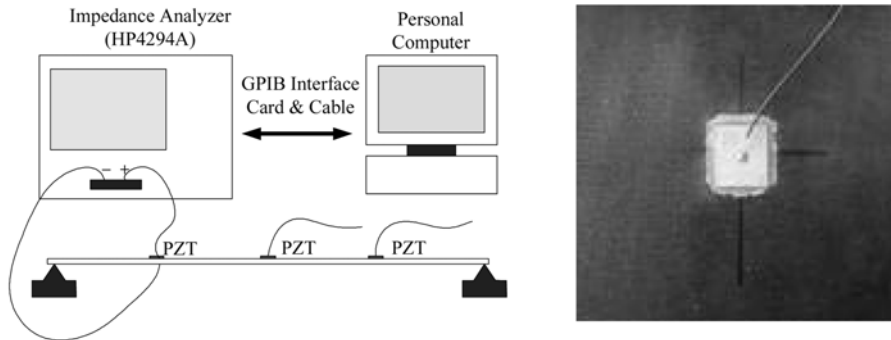 Impedance Analyzer
(HP4294A)
Personal
Computer
GPIB Interface
Card & Cable
− +
PZT
PZT
PZT